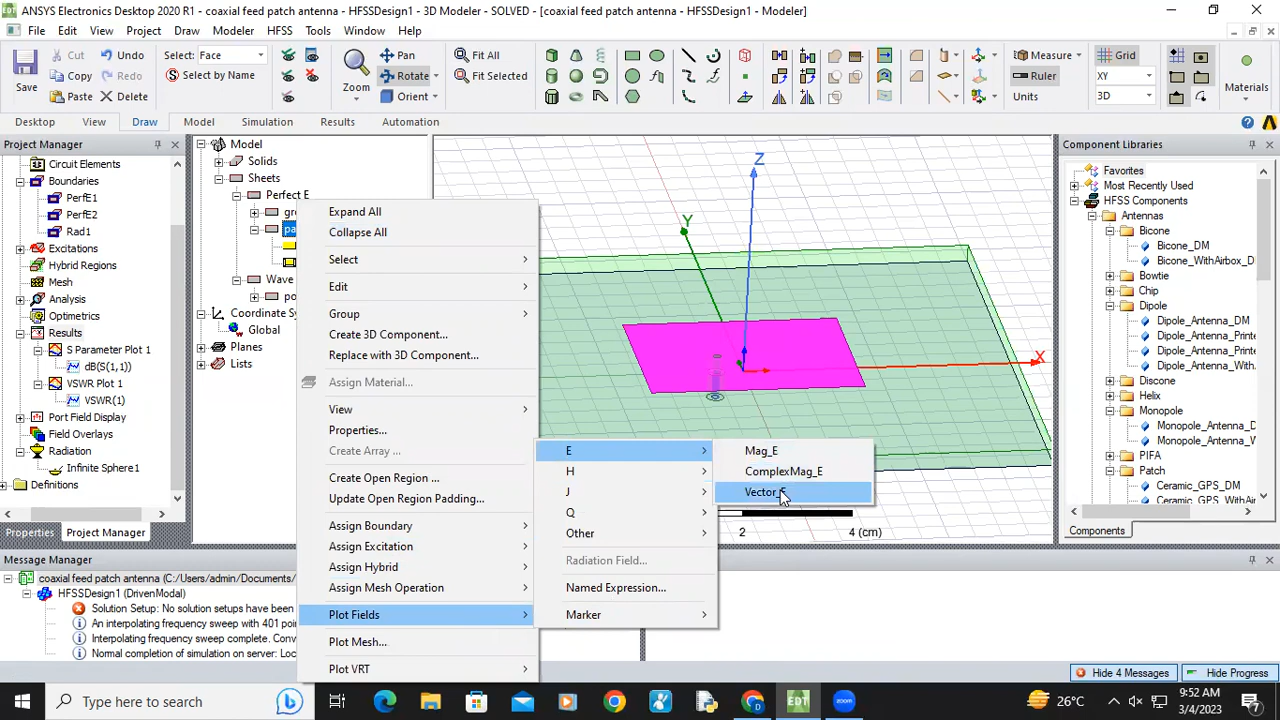 ANSYS Electronics Desktop 2020 R1 - coaxial feed patch antenna - HFSSDesign1 - 3D Modeler - SOLVED - [coaxial feed patch antenna - HFSSDesign1 - Modeler]
File Edit View Project Draw Modeler HFSS Tools Window Help
Save
Cut
Copy
Paste
Undo
Redo
Delete
Select: Face
Select by Name
Zoom
Pan
Rotate
Orient
Fit All
Fit Selected
Measure
Ruler
Units
Grid
XY
3D
Materials
Desktop View Draw Model Simulation Results Automation
Project Manager
Circuit Elements
Boundaries
PerfE1
PerfE2
Rad1
Excitations
Hybrid Regions
Mesh
Analysis
Optimetrics
Results
S Parameter Plot 1
dB(S(1,1))
VSWR Plot 1
VSWR(1)
Port Field Display
Field Overlays
Radiation
Infinite Sphere1
Definitions
Properties Project Manager
Model
Solids
Sheets
Perfect E
gr
pa
Wave
po
Coordinate Sy
Global
Planes
Lists
Expand All
Collapse All
Select
Edit
Group
Create 3D Component...
Replace with 3D Component...
Assign Material...
View
Properties...
Create Array ...
Create Open Region ...
Update Open Region Padding...
Assign Boundary
Assign Excitation
Assign Hybrid
Assign Mesh Operation
Plot Fields
Plot Mesh...
Plot VRT
E
H
J
Q
Other
Radiation Field...
Named Expression...
Marker
Mag_E
ComplexMag_E
Vector_E
Z
Y
X
2 4 (cm)
Component Libraries
Favorites
Most Recently Used
HFSS Components
Antennas
Bicone
Bicone_DM
Bicone_WithAirbox_D
Bowtie
Chip
Dipole
Dipole_Antenna_DM
Dipole_Antenna_Printe
Dipole_Antenna_Printe
Dipole_Antenna_With.
Discone
Helix
Monopole
Monopole_Antenna_D
Monopole_Antenna_W
PIFA
Patch
Ceramic_GPS_DM
Ceramic_GPS_With
Components
Message Manager
coaxial feed patch antenna (C:/Users/admin/Documents/
HFSSDesign1 (DrivenModal)
Solution Setup: No solution setups have been
An interpolating frequency sweep with 401 poi
Interpolating frequency sweep complete. Conv
Normal completion of simulation on server: Loc
Hide 4 Messages Hide Progress
Type here to search
EDT
zoom
26°C
9:52 AM
3/4/2023
7